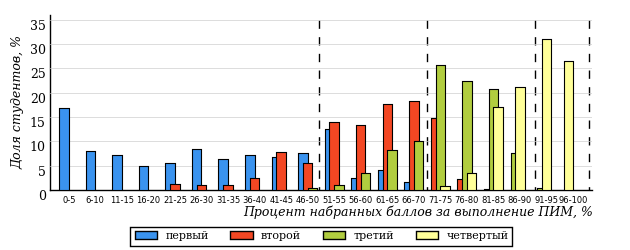 Доля студентов, %
35
30
25
20
15
10
5
0
0-5 6-10 11-15 16-20 21-25 26-30 31-35 36-40 41-45 46-50 51-55 56-60 61-65 66-70 71-75 76-80 81-85 86-90 91-95 96-100
Процент набранных баллов за выполнение ПИМ, %
первый второй третий четвертый